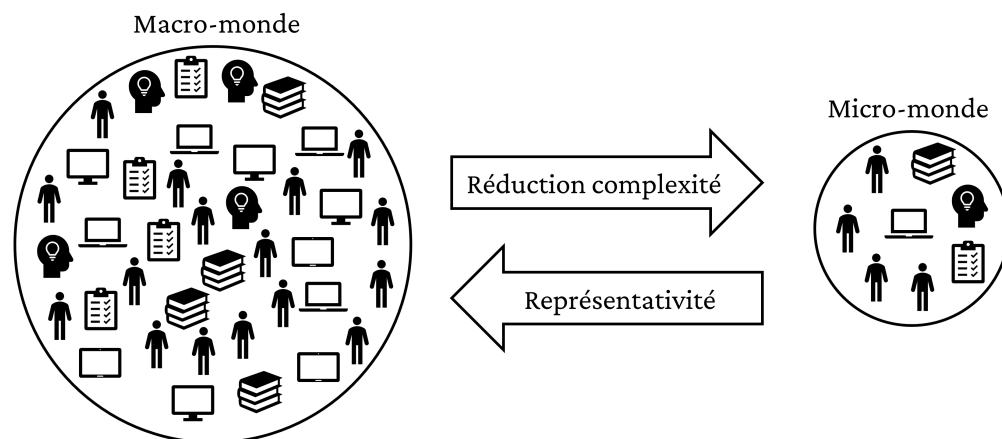 Macro-monde
Micro-monde
Réduction complexité
Représentativité